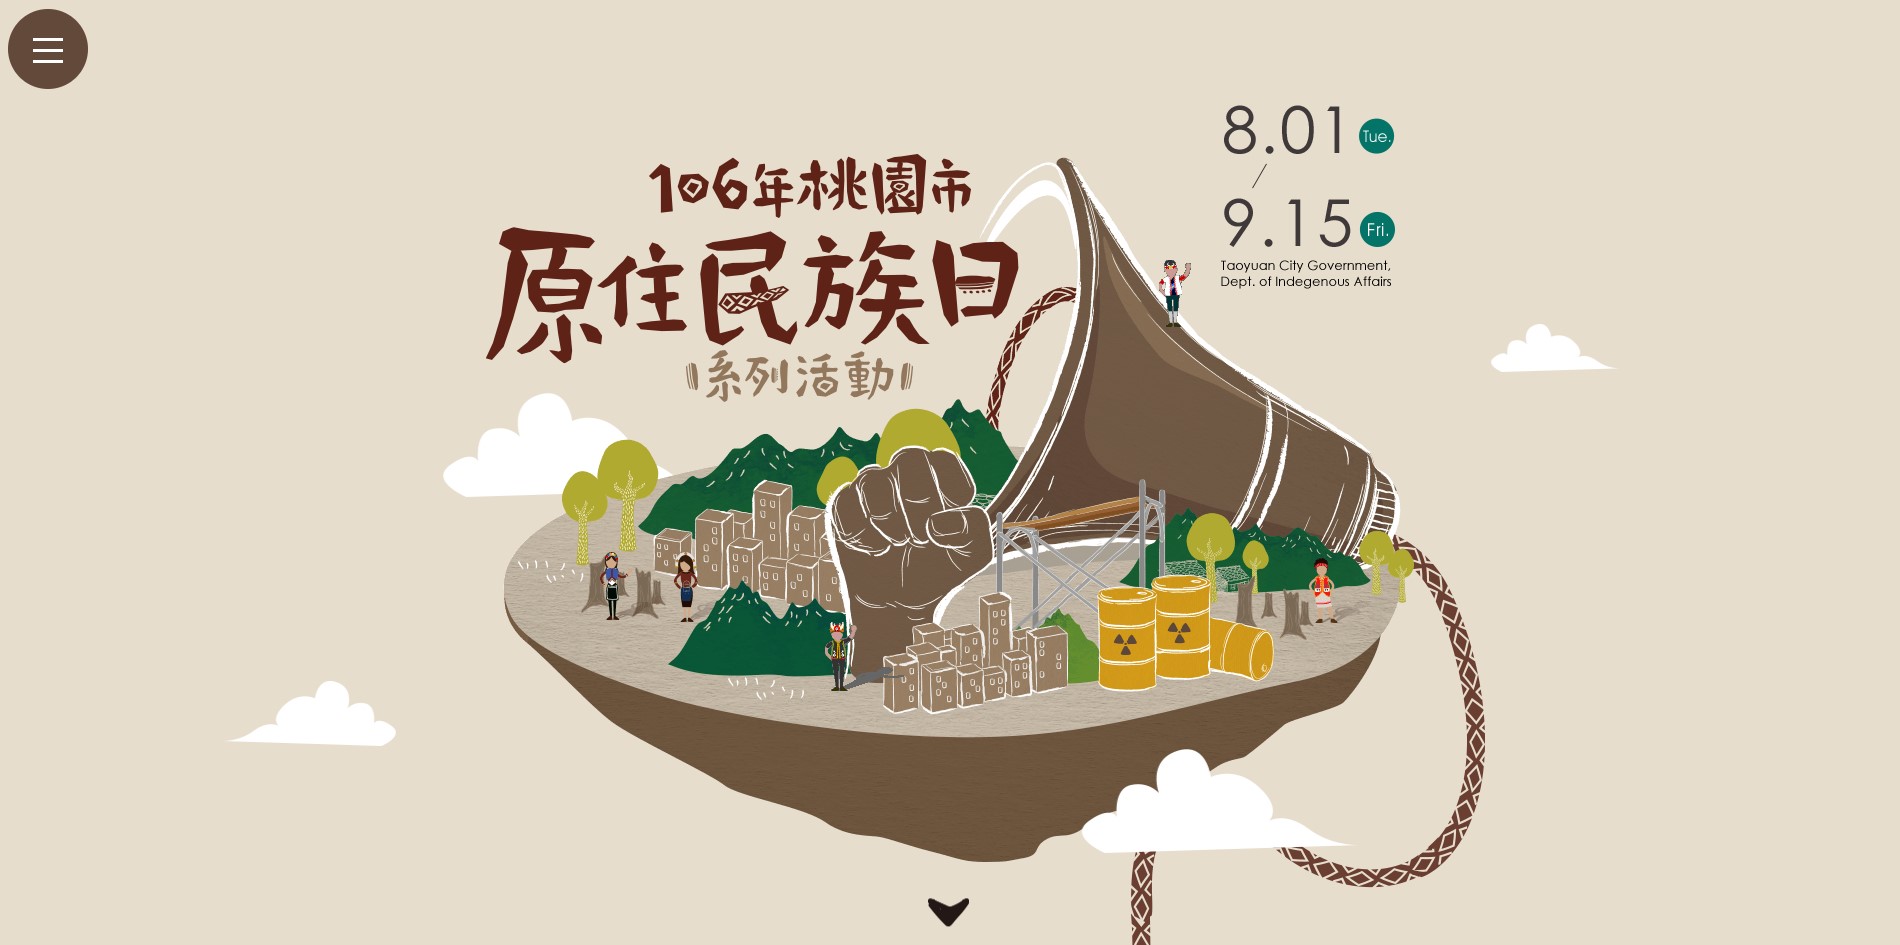 106年桃園市
原住民族日
系列活動
8.01 Tue.
9.15 Fri.
Taoyuan City Government,
Dept. of Indegenous Affairs